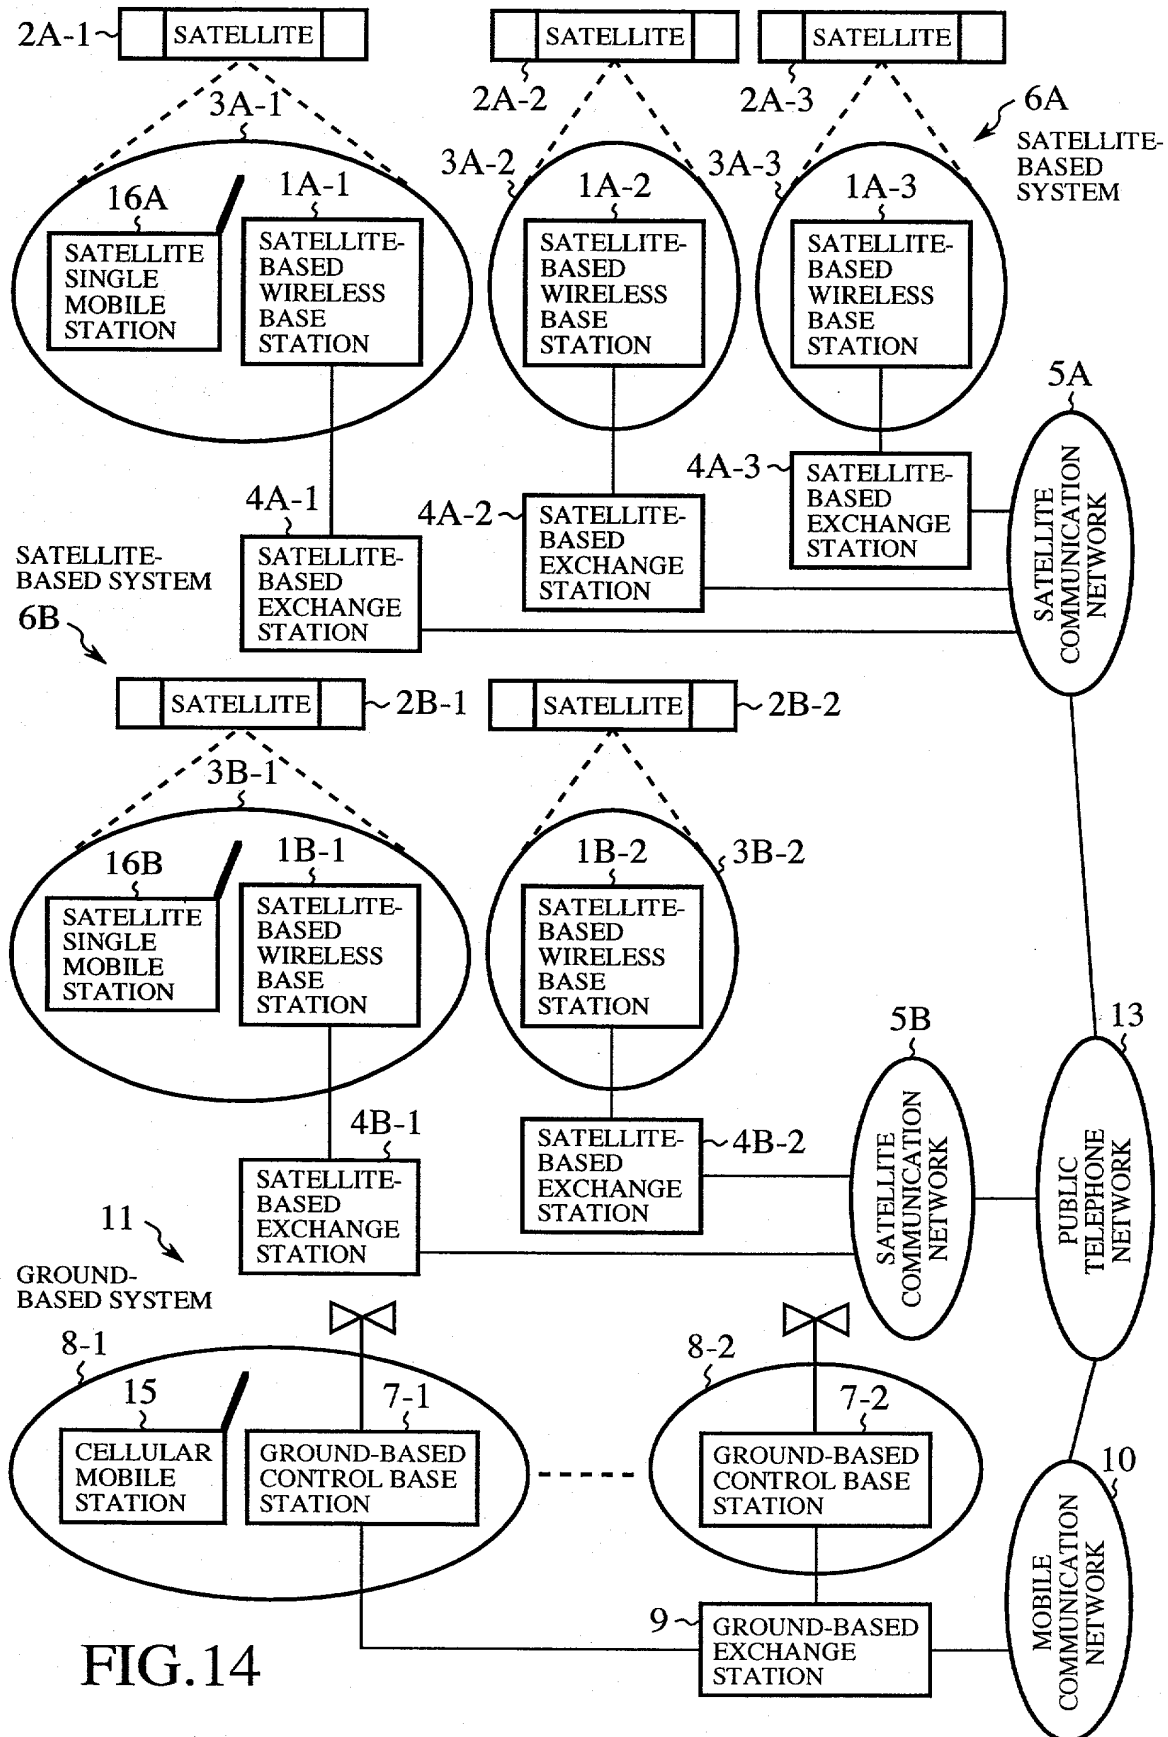 2A-1
SATELLITE
SATELLITE
SATELLITE
2A-2
2A-3
6A
SATELLITE-
BASED
SYSTEM
3A-1
3A-2
3A-3
16A
1A-1
1A-2
1A-3
SATELLITE
SINGLE
MOBILE
STATION
SATELLITE-
BASED
WIRELESS
BASE
STATION
SATELLITE-
BASED
WIRELESS
BASE
STATION
SATELLITE-
BASED
WIRELESS
BASE
STATION
5A
SATELLITE
COMMUNICATION
NETWORK
4A-1
4A-2
4A-3
SATELLITE-
BASED
EXCHANGE
STATION
SATELLITE-
BASED
EXCHANGE
STATION
SATELLITE-
BASED
EXCHANGE
STATION
SATELLITE-
BASED SYSTEM
6B
SATELLITE
2B-1
SATELLITE
2B-2
3B-1
16B
1B-1
1B-2
3B-2
SATELLITE
SINGLE
MOBILE
STATION
SATELLITE-
BASED
WIRELESS
BASE
STATION
SATELLITE-
BASED
WIRELESS
BASE
STATION
5B
SATELLITE
COMMUNICATION
NETWORK
13
PUBLIC
TELEPHONE
NETWORK
4B-1
SATELLITE-
BASED
EXCHANGE
STATION
SATELLITE-
BASED
EXCHANGE
STATION
4B-2
11
GROUND-
BASED SYSTEM
8-1
15
7-1
8-2
7-2
CELLULAR
MOBILE
STATION
GROUND-BASED
CONTROL BASE
STATION
GROUND-BASED
CONTROL BASE
STATION
10
MOBILE
COMMUNICATION
NETWORK
9
GROUND-BASED
EXCHANGE
STATION
FIG.14